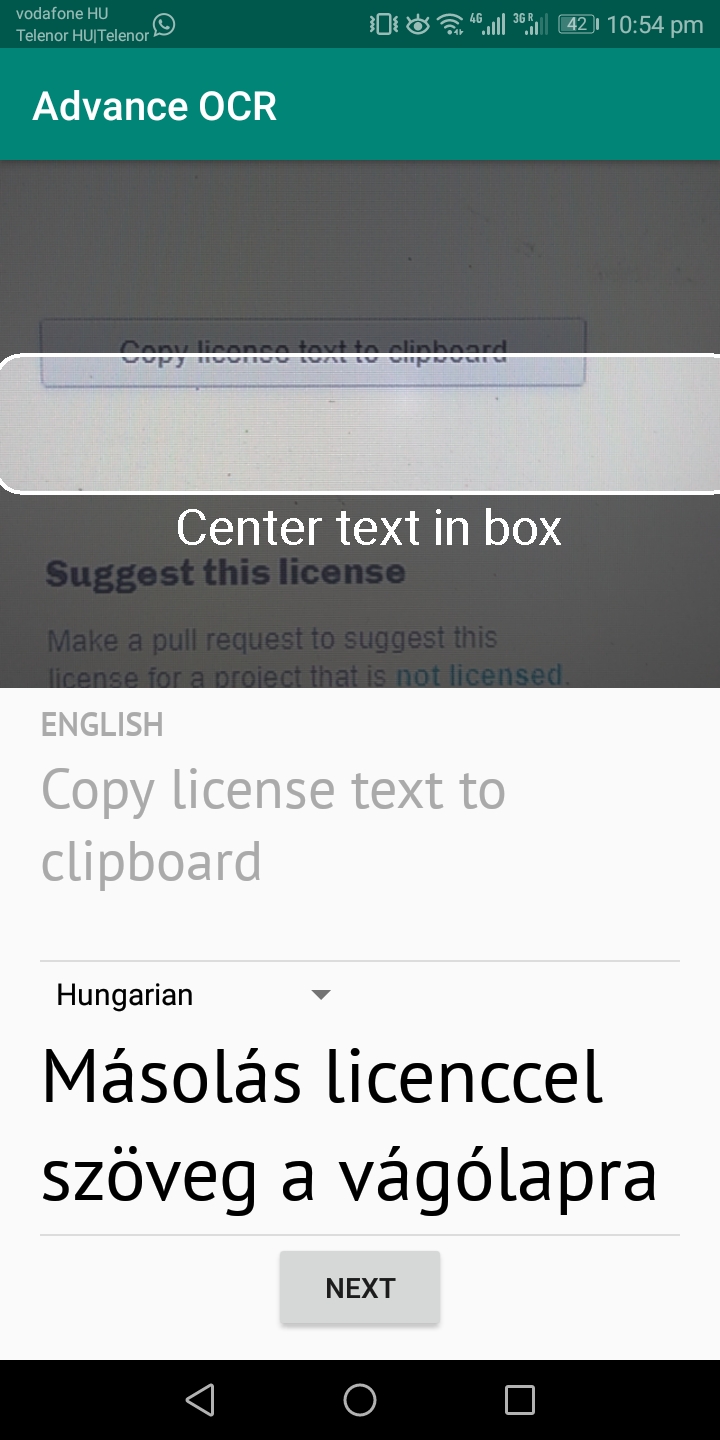 vodafone HU
Telenor HU|Telenor
4G
3G R
42
10:54 pm
Advance OCR
Copy license text to clipboard
Center text in box
Suggest this license
Make a pull request to suggest this
license for a project that is not licensed.
ENGLISH
Copy license text to
clipboard
Hungarian
Másolás licenccel
szöveg a vágólapra
NEXT